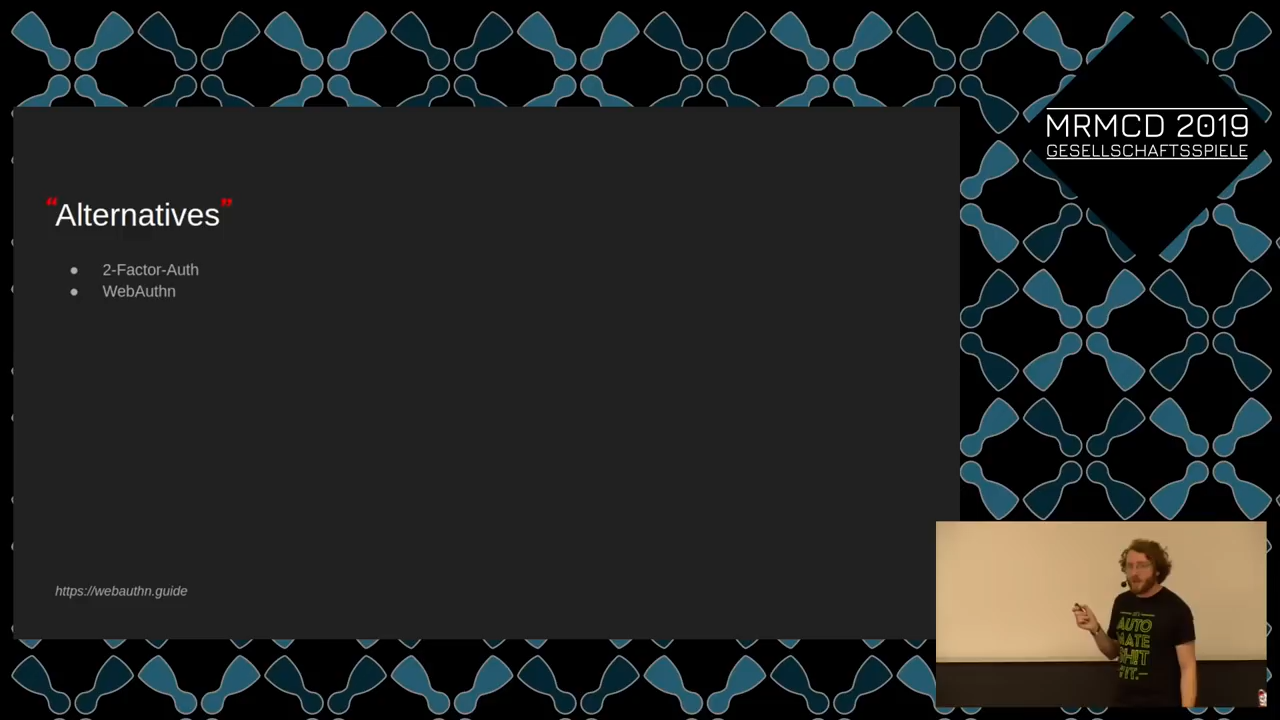 MRMCD 2019
GESELLSCHAFTSSPIELE
“Alternatives”
● 2-Factor-Auth
● WebAuthn
https://webauthn.guide
AUTO
MATE